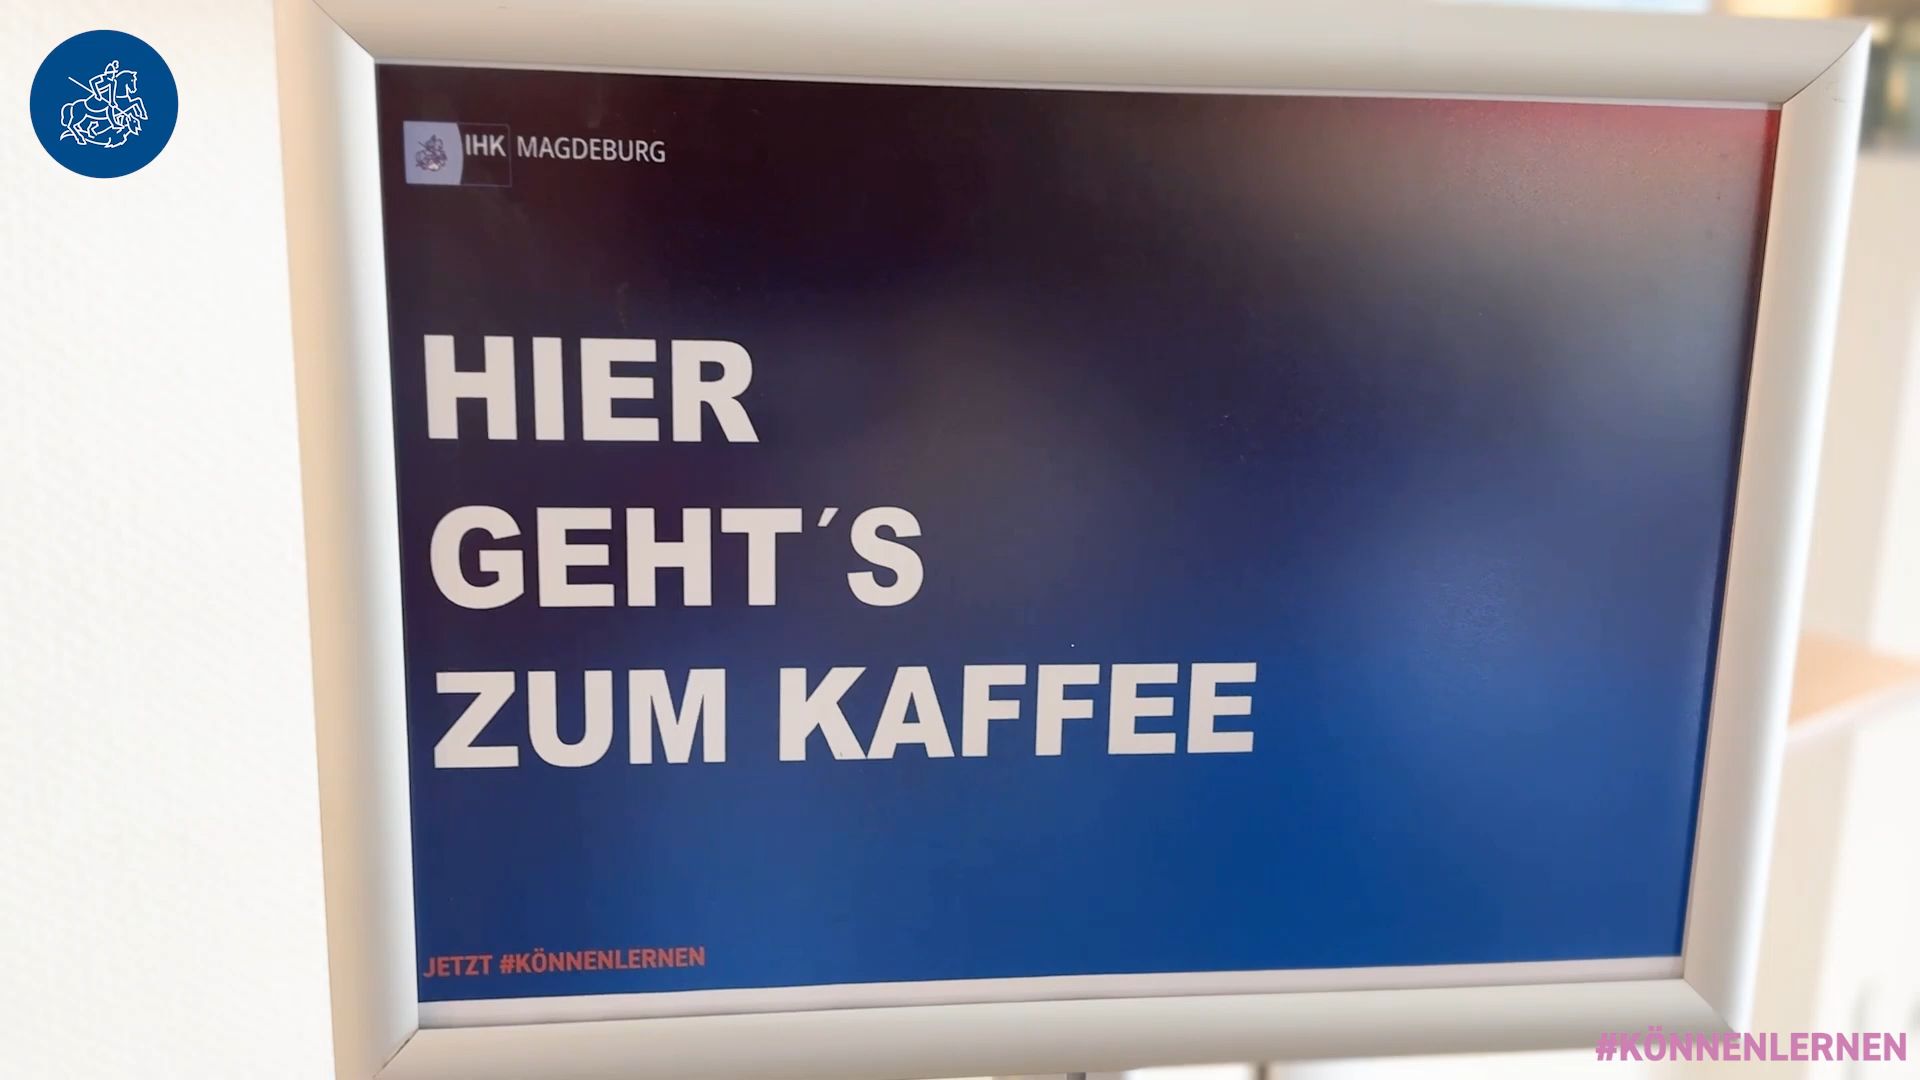 IHK MAGDEBURG
HIER
GEHT´S
ZUM KAFFEE
JETZT #KÖNNENLERNEN
#KÖNNENLERNEN